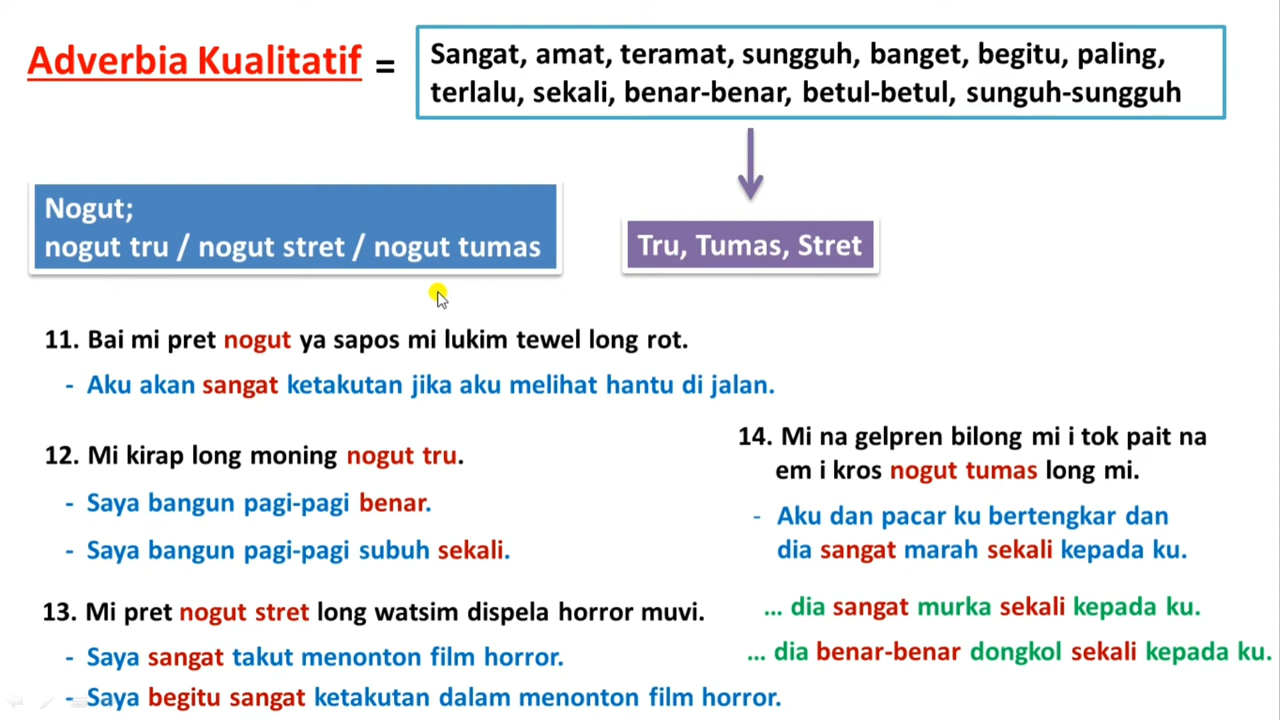 Adverbia Kualitatif =
Sangat, amat, teramat, sungguh, banget, begitu, paling,
terlalu, sekali, benar-benar, betul-betul, sunguh-sungguh
Nogut;
nogut tru / nogut stret / nogut tumas
Tru, Tumas, Stret
11. Bai mi pret nogut ya sapos mi lukim tewel long rot.
- Aku akan sangat ketakutan jika aku melihat hantu di jalan.
12. Mi kirap long moning nogut tru.
- Saya bangun pagi-pagi benar.
- Saya bangun pagi-pagi subuh sekali.
13. Mi pret nogut stret long watsim dispela horror muvi.
- Saya sangat takut menonton film horror.
- Saya begitu sangat ketakutan dalam menonton film horror.
14. Mi na gelpren bilong mi i tok pait na
em i kros nogut tumas long mi.
- Aku dan pacar ku bertengkar dan
dia sangat marah sekali kepada ku.
... dia sangat murka sekali kepada ku.
... dia benar-benar dongkol sekali kepada ku.